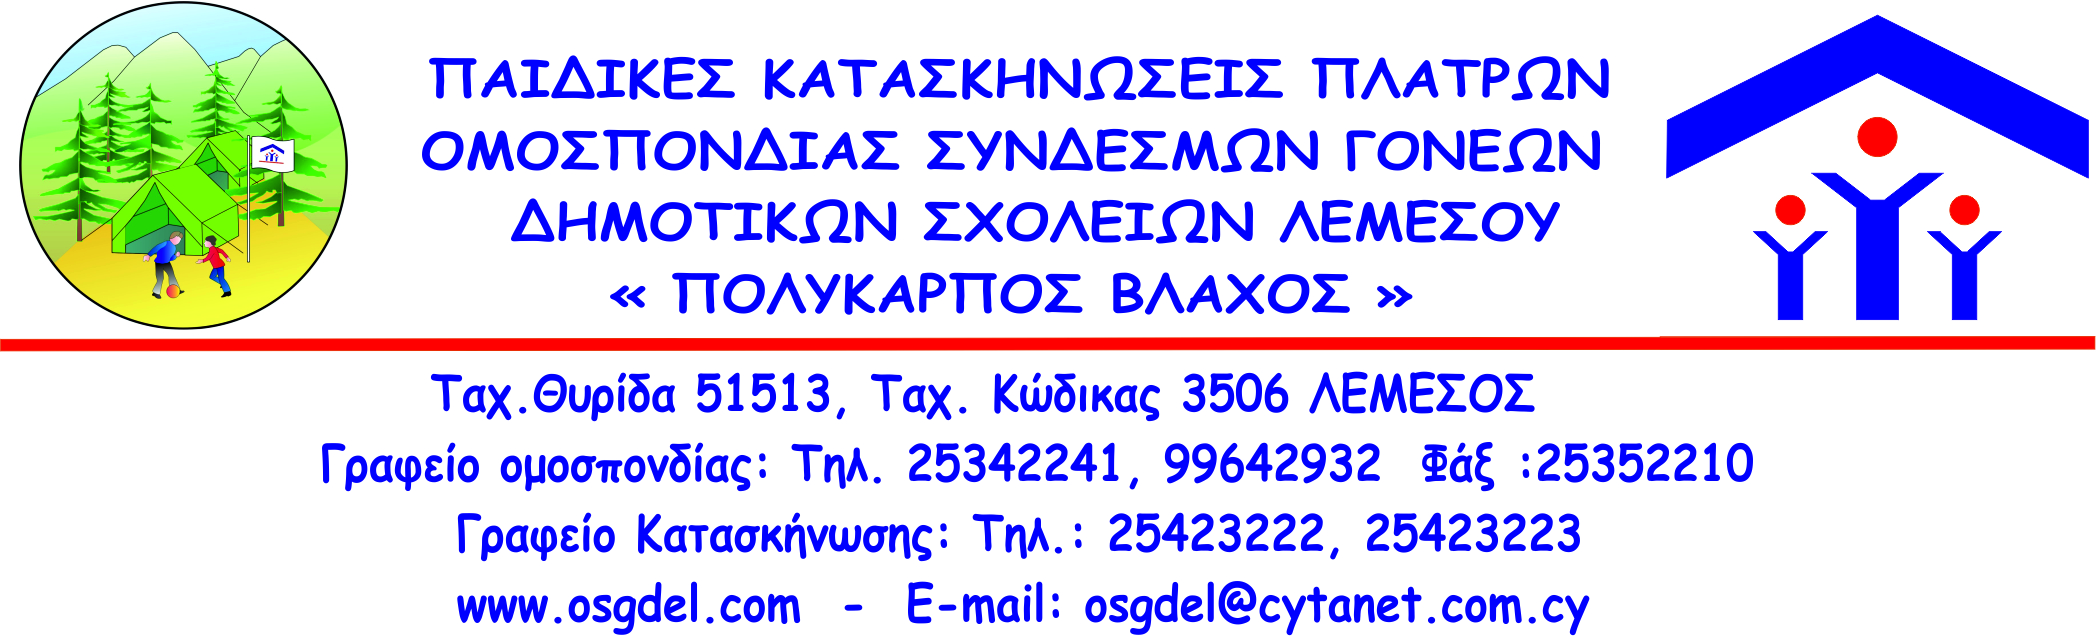 ΠΑΙΔΙΚΕΣ ΚΑΤΑΣΚΗΝΩΣΕΙΣ ΠΛΑΤΡΩΝ
ΟΜΟΣΠΟΝΔΙΑΣ ΣΥΝΔΕΣΜΩΝ ΓΟΝΕΩΝ
ΔΗΜΟΤΙΚΩΝ ΣΧΟΛΕΙΩΝ ΛΕΜΕΣΟΥ
« ΠΟΛΥΚΑΡΠΟΣ ΒΛΑΧΟΣ »
Ταχ.Θυρίδα 51513, Ταχ. Κώδικας 3506 ΛΕΜΕΣΟΣ
Γραφείο ομοσπονδίας: Τηλ. 25342241, 99642932 Φάξ :25352210
Γραφείο Κατασκήνωσης: Τηλ.: 25423222, 25423223
www.osgdel.com - E-mail: osgdel@cytanet.com.cy